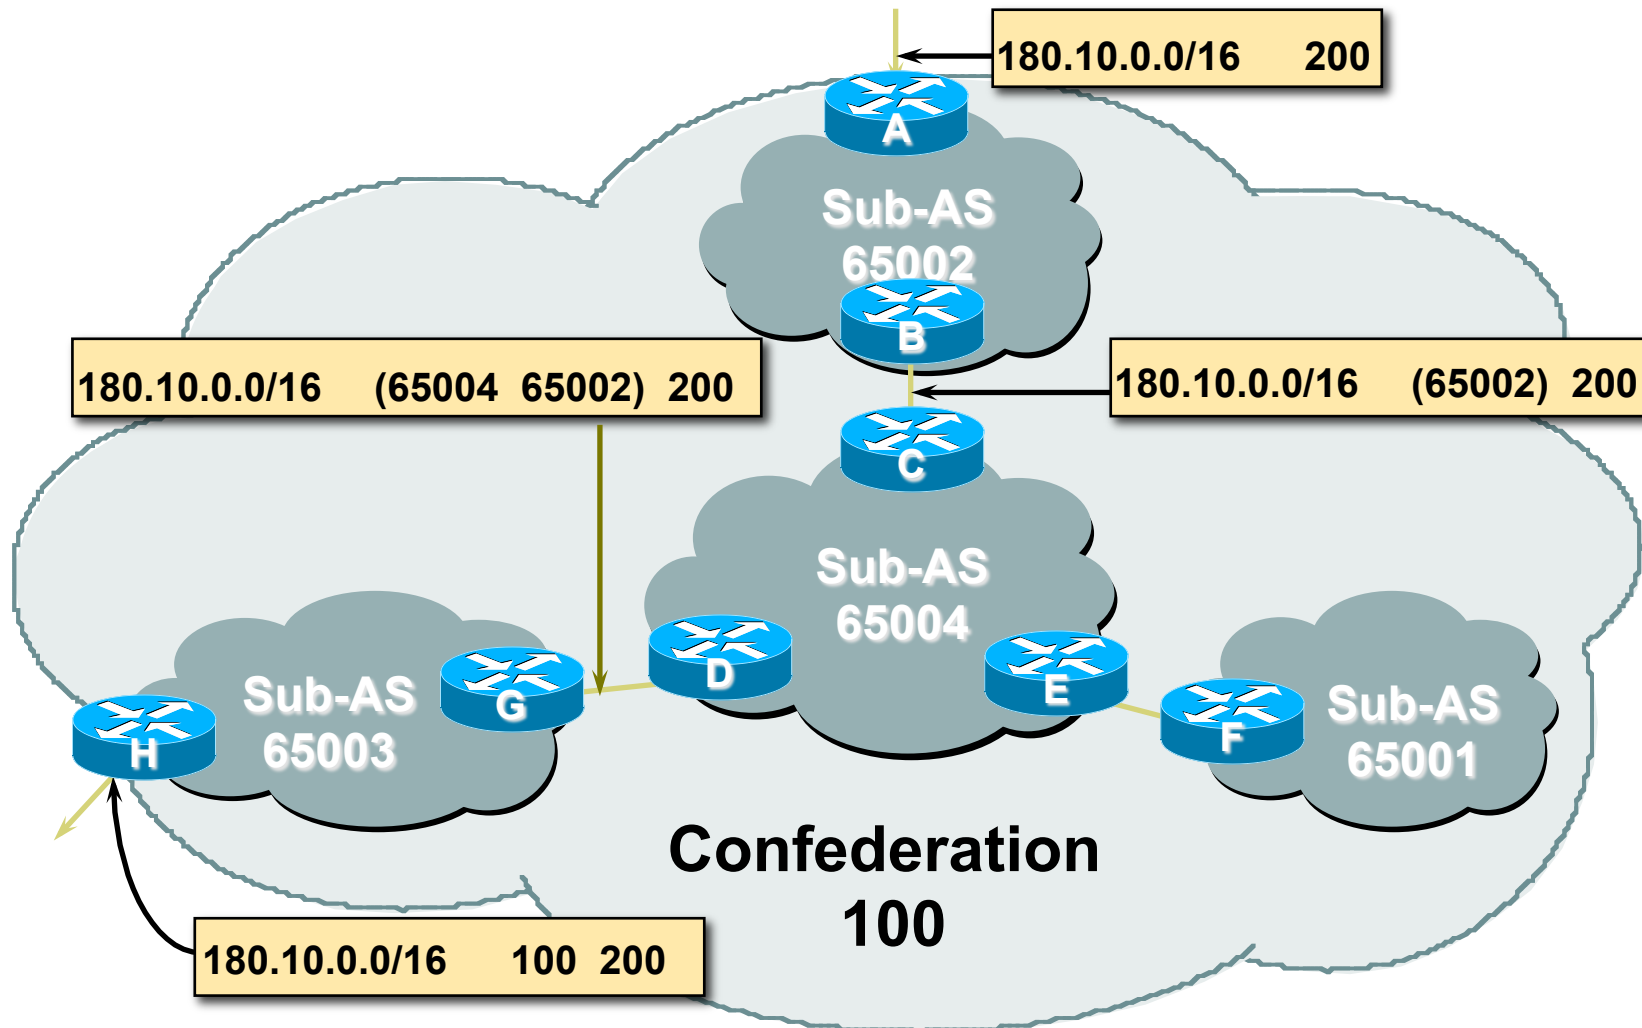 180.10.0.0/16 200
A
Sub-AS
65002
B
180.10.0.0/16 (65004 65002) 200
180.10.0.0/16 (65002) 200
C
Sub-AS
65004
D
E
Sub-AS
65003
G
H
F
Sub-AS
65001
Confederation
100
180.10.0.0/16 100 200